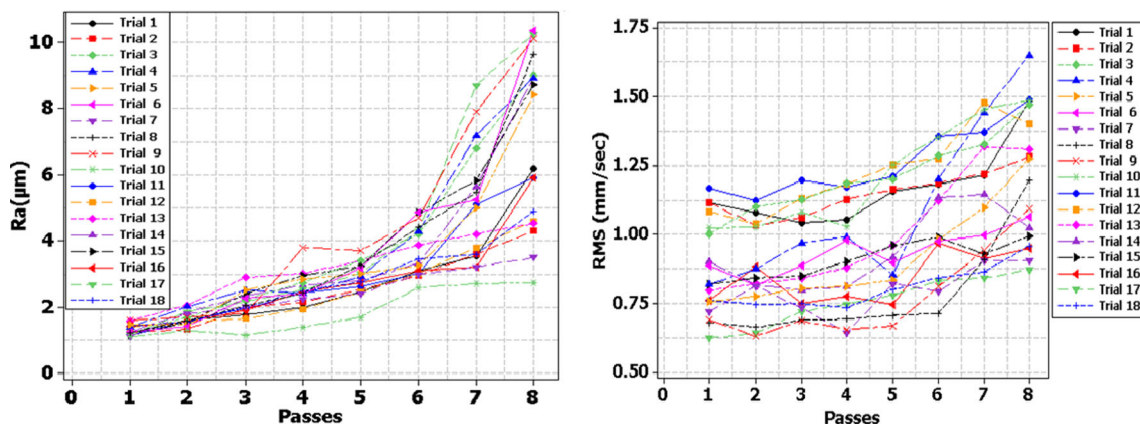 10
8
6
4
2
0
Ra(µm)
0 1 2 3 4 5 6 7 8
Passes
Trial 1
Trial 2
Trial 3
Trial 4
Trial 5
Trial 6
Trial 7
Trial 8
Trial 9
Trial 10
Trial 11
Trial 12
Trial 13
Trial 14
Trial 15
Trial 16
Trial 17
Trial 18
1.75
1.50
1.25
1.00
0.75
0.50
RMS (mm/sec)
0 1 2 3 4 5 6 7 8
Passes
Trial 1
Trial 2
Trial 3
Trial 4
Trial 5
Trial 6
Trial 7
Trial 8
Trial 9
Trial 10
Trial 11
Trial 12
Trial 13
Trial 14
Trial 15
Trial 16
Trial 17
Trial 18